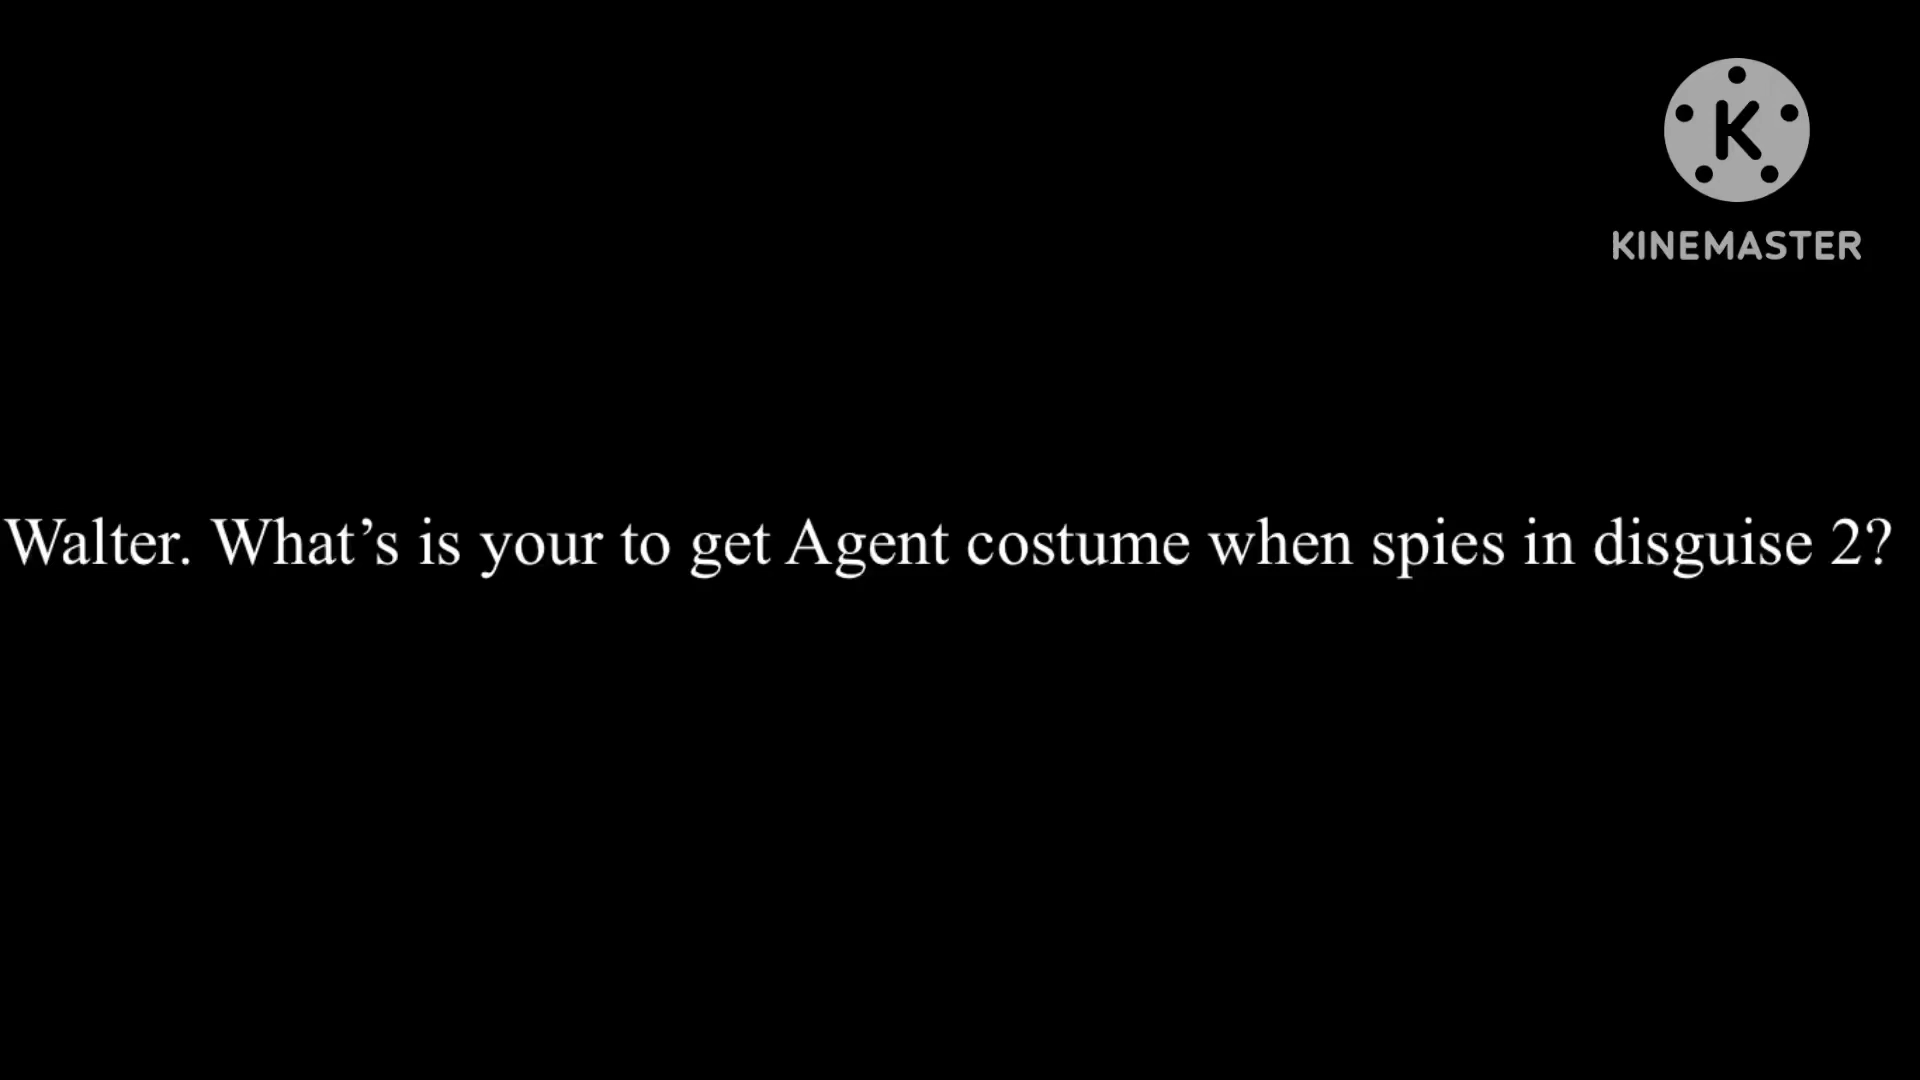 K
KINEMASTER
Walter. What’s is your to get Agent costume when spies in disguise 2?